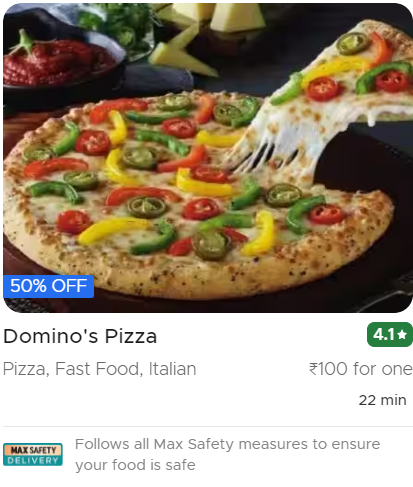 50% OFF
Domino's Pizza
4.1★
Pizza, Fast Food, Italian
₹100 for one
22 min
MAX SAFETY
DELIVERY
Follows all Max Safety measures to ensure
your food is safe